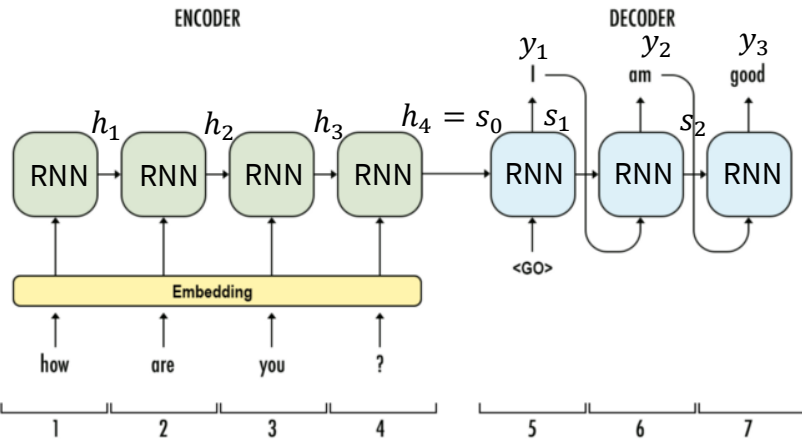 ENCODER DECODER
y₁ y₂ y₃
I am good
h₁ h₂ h₃ h₄ = s₀ s₁ s₂
RNN RNN RNN RNN RNN RNN RNN
<GO>
Embedding
how are you ?
1 2 3 4 5 6 7